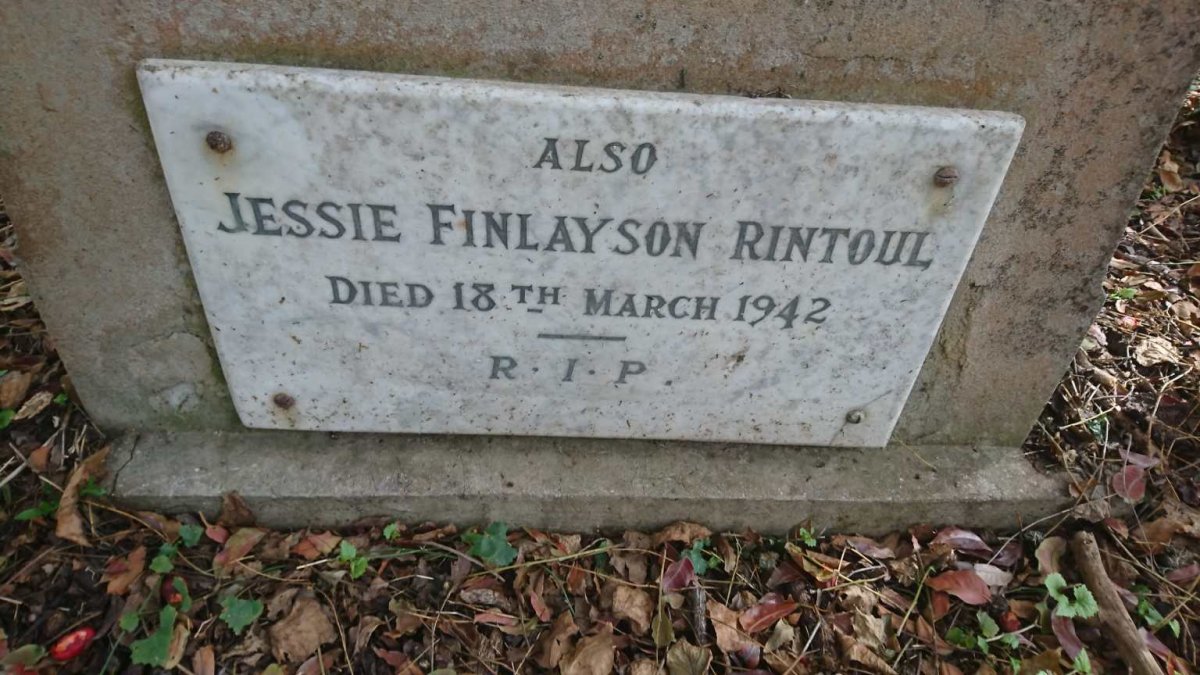 ALSO
JESSIE FINLAYSON RINTOUL,
DIED 18TH MARCH 1942
R. I. P.